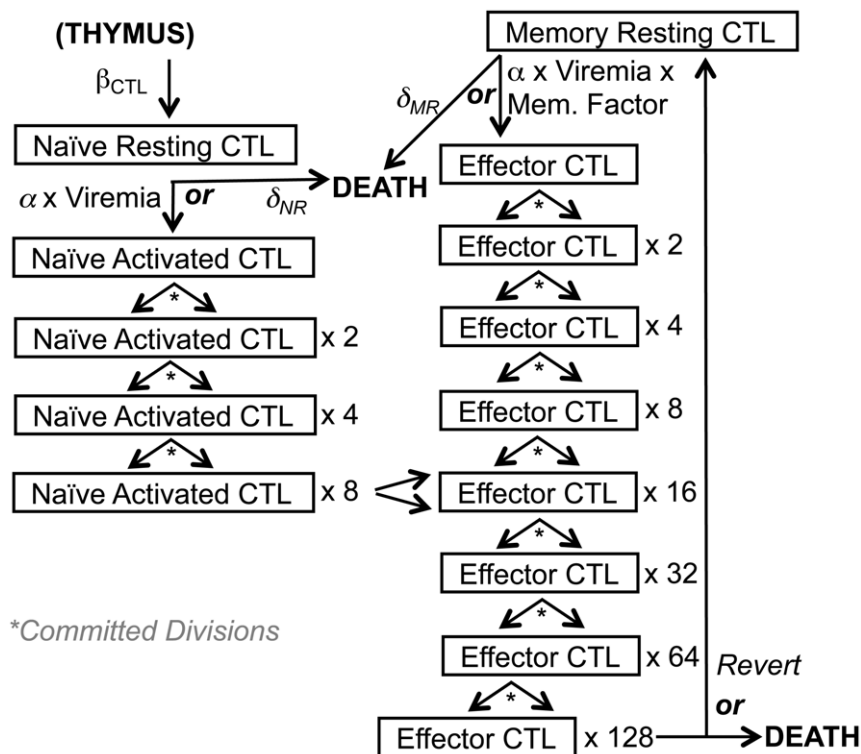 (THYMUS)
β_CTL
Naïve Resting CTL
α x Viremia
or
δ_NR
DEATH
Naïve Activated CTL
*
Naïve Activated CTL x 2
*
Naïve Activated CTL x 4
*
Naïve Activated CTL x 8
*Committed Divisions
Memory Resting CTL
δ_MR
or
α x Viremia x
Mem. Factor
Effector CTL
*
Effector CTL x 2
*
Effector CTL x 4
*
Effector CTL x 8
*
Effector CTL x 16
*
Effector CTL x 32
*
Effector CTL x 64
*
Effector CTL x 128
Revert
or
DEATH